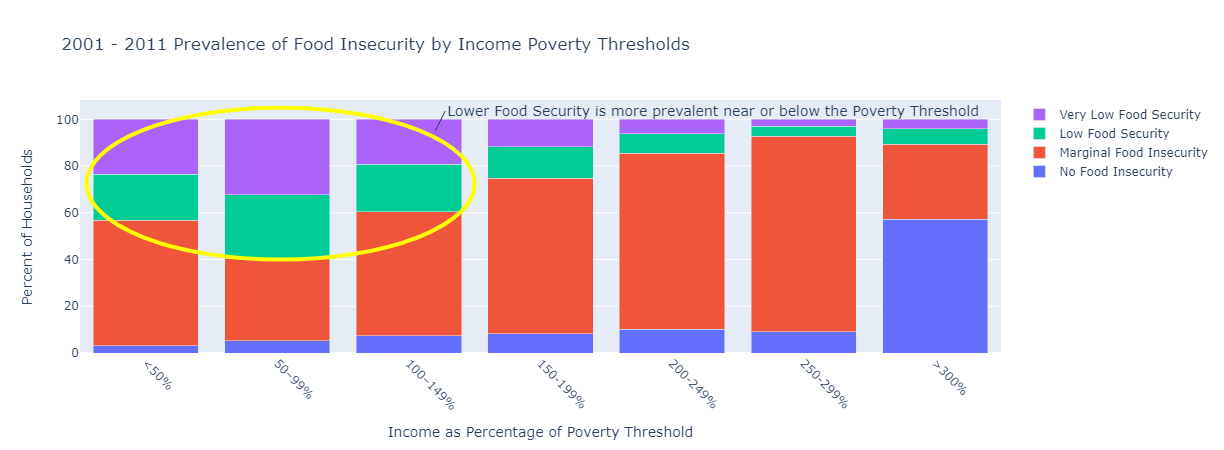 2001 - 2011 Prevalence of Food Insecurity by Income Poverty Thresholds
Lower Food Security is more prevalent near or below the Poverty Threshold
Very Low Food Security
Low Food Security
Marginal Food Insecurity
No Food Insecurity
Percent of Households
100
80
60
40
20
0
<50%
50–99%
100–149%
150-199%
200-249%
250-299%
>300%
Income as Percentage of Poverty Threshold